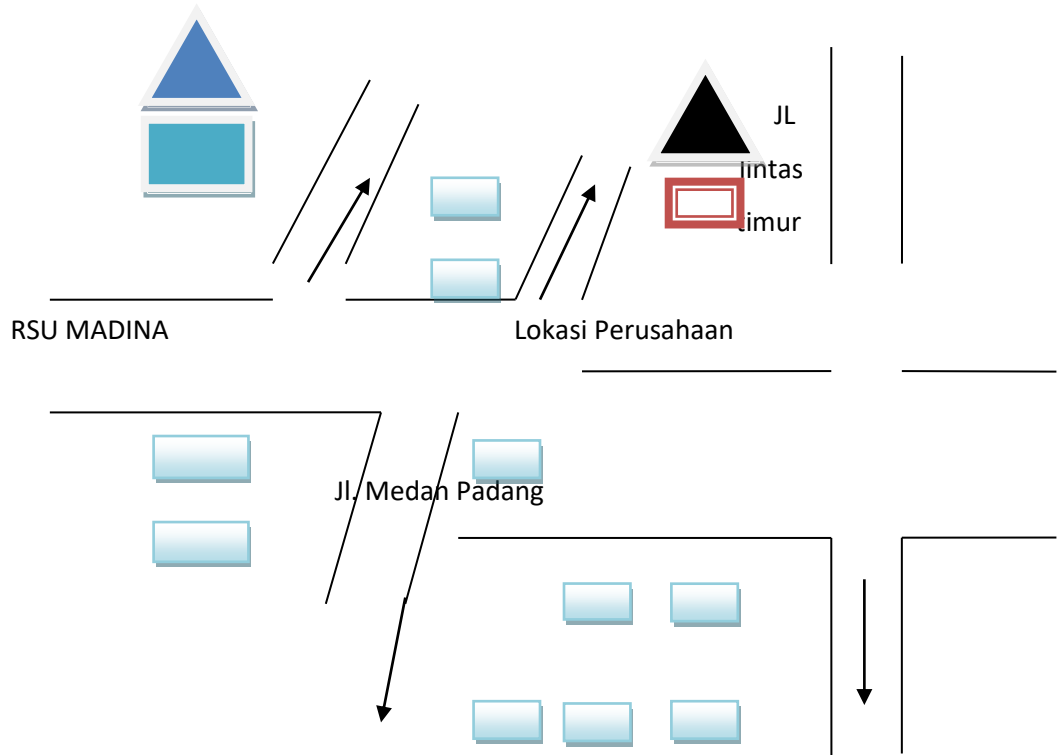 JL
lintas
timur
RSU MADINA
Lokasi Perusahaan
Jl. Medan Padang